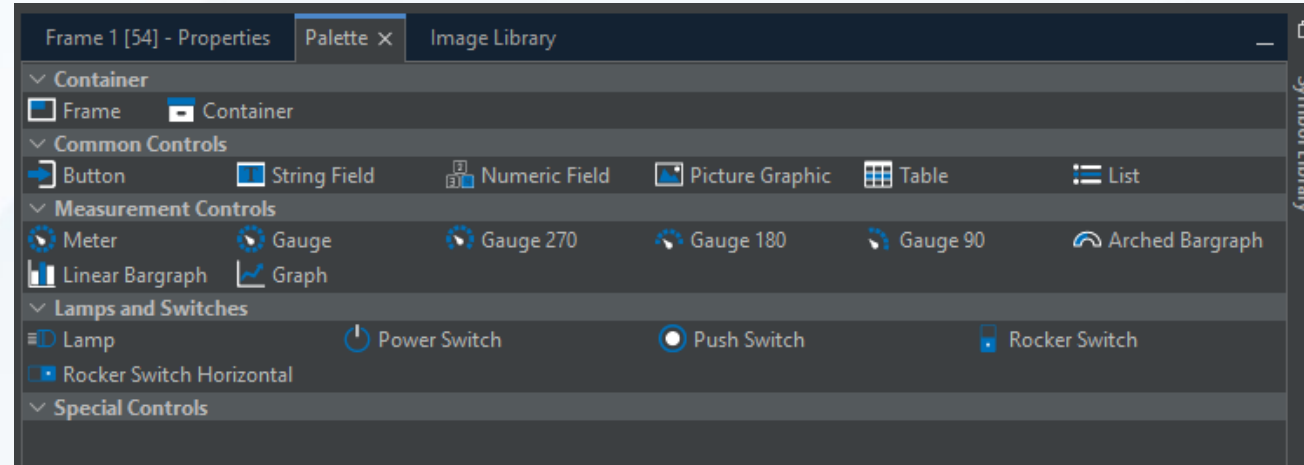 Frame 1 [54] - Properties Palette × Image Library
Container
Frame Container
Common Controls
Button String Field Numeric Field Picture Graphic Table List
Measurement Controls
Meter Gauge Gauge 270 Gauge 180 Gauge 90 Arched Bargraph
Linear Bargraph Graph
Lamps and Switches
Lamp Power Switch Push Switch Rocker Switch
Rocker Switch Horizontal
Special Controls
Symbol Library